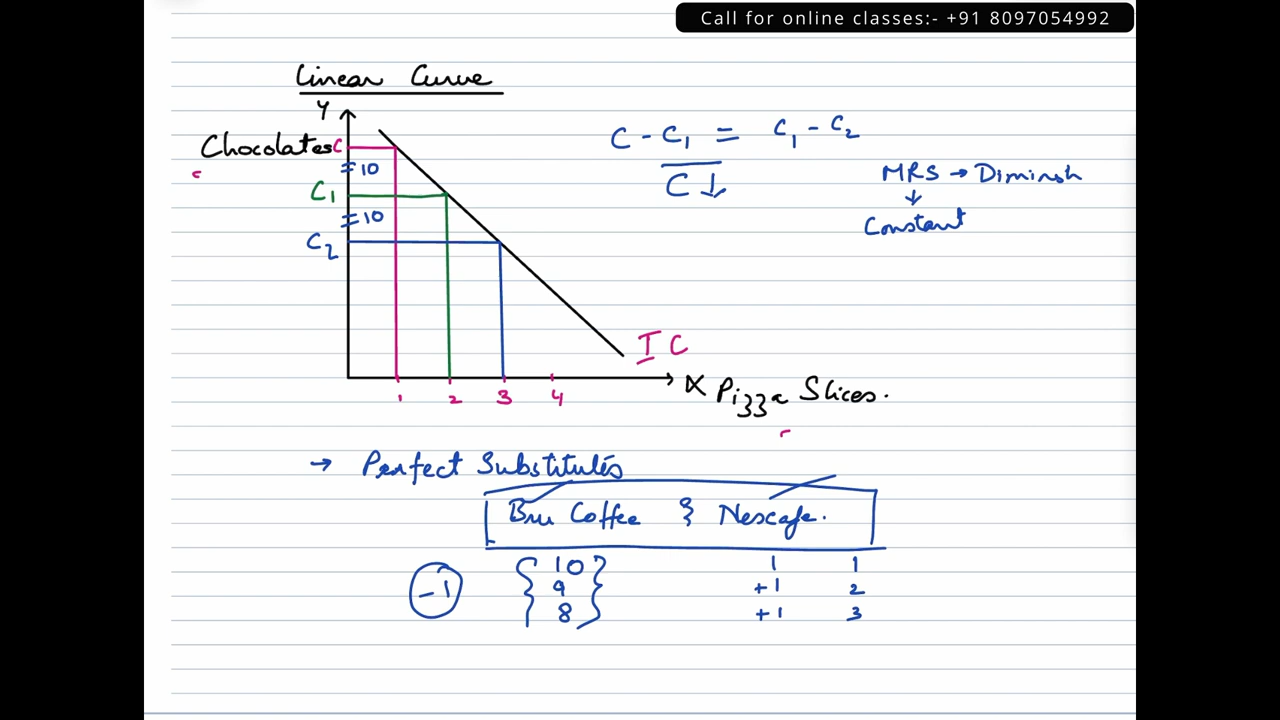 Call for online classes:- +91 8097054992
Linear Curve
Y
Chocolates C
= 10
C1
= 10
C2
C - C1 = C1 - C2
C ↓
MRS → Diminsh
↓
Constant
IC
1 2 3 4
X Pizza Slices.
→ Perfect Substitutes
Bru Coffee & Nescafe.
10 1 1
-1 9 +1 2
8 +1 3